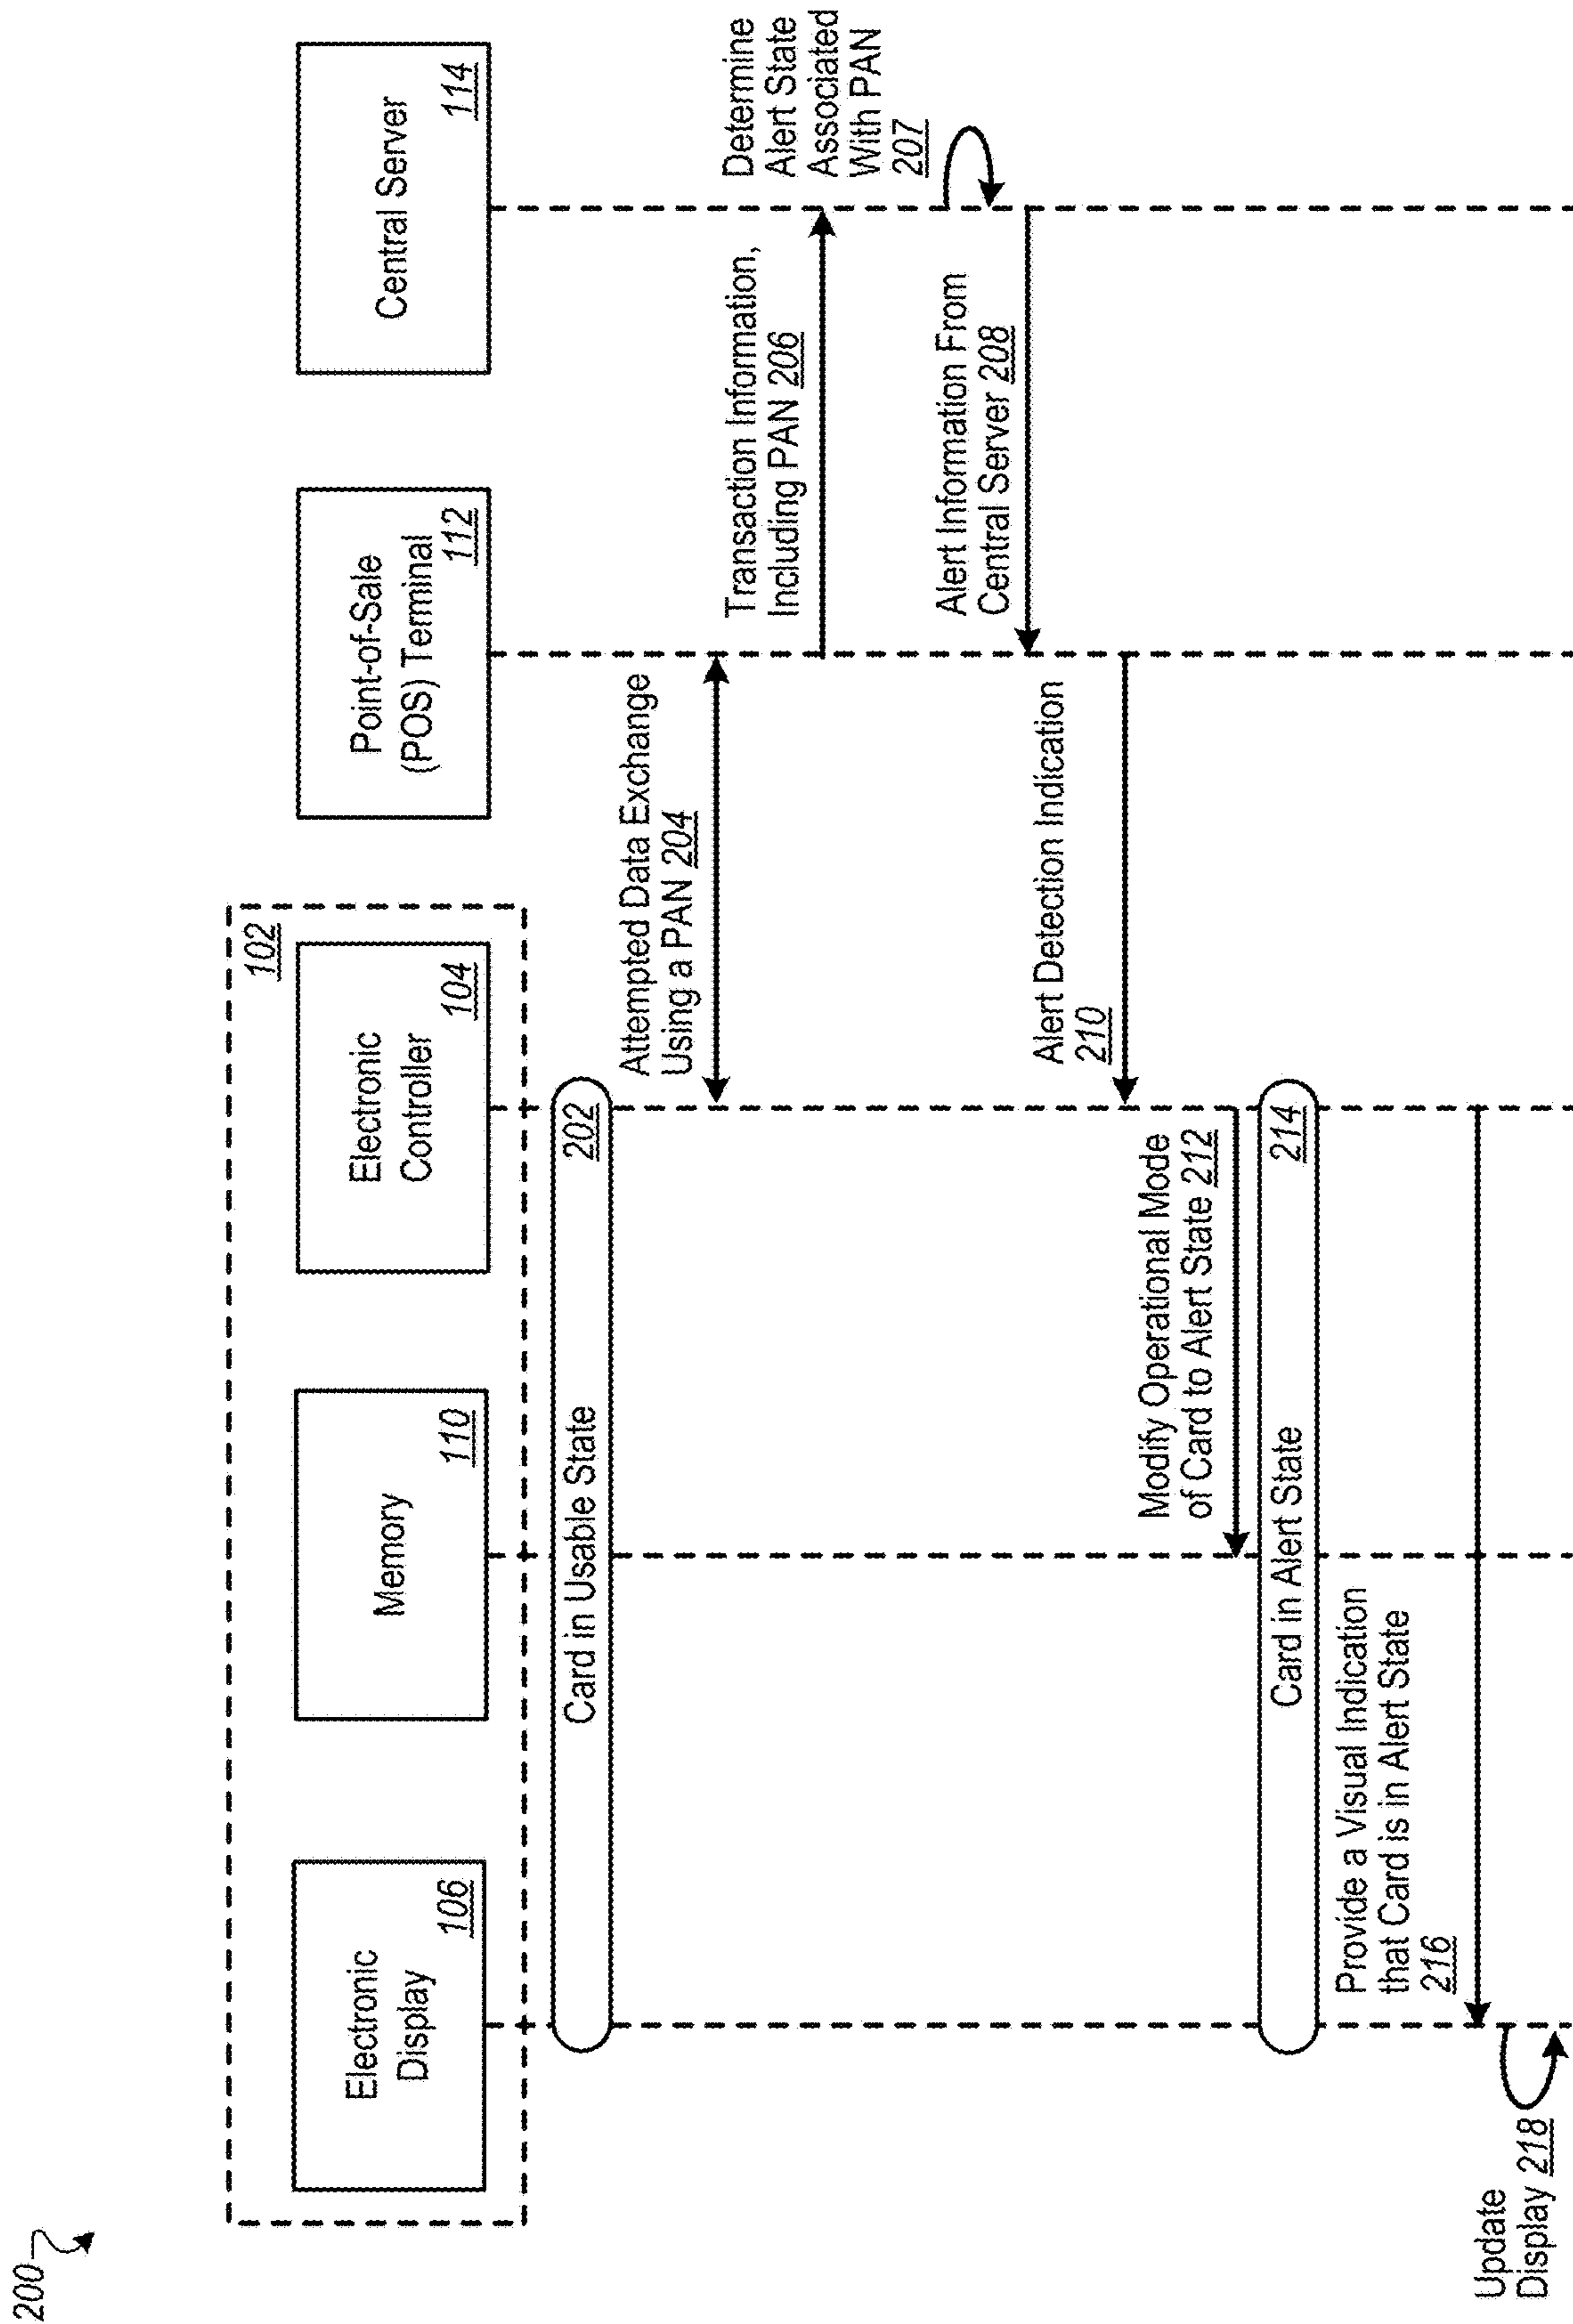 200
102
Electronic
Display
106
Memory
110
Electronic
Controller
104
Point-of-Sale
(POS) Terminal
112
Central Server
114
Card in Usable State
202
Attempted Data Exchange
Using a PAN 204
Transaction Information,
Including PAN 206
Determine
Alert State
Associated
With PAN
207
Alert Information From
Central Server 208
Alert Detection Indication
210
Modify Operational Mode
of Card to Alert State 212
Card in Alert State
214
Provide a Visual Indication
that Card is in Alert State
216
Update
Display 218